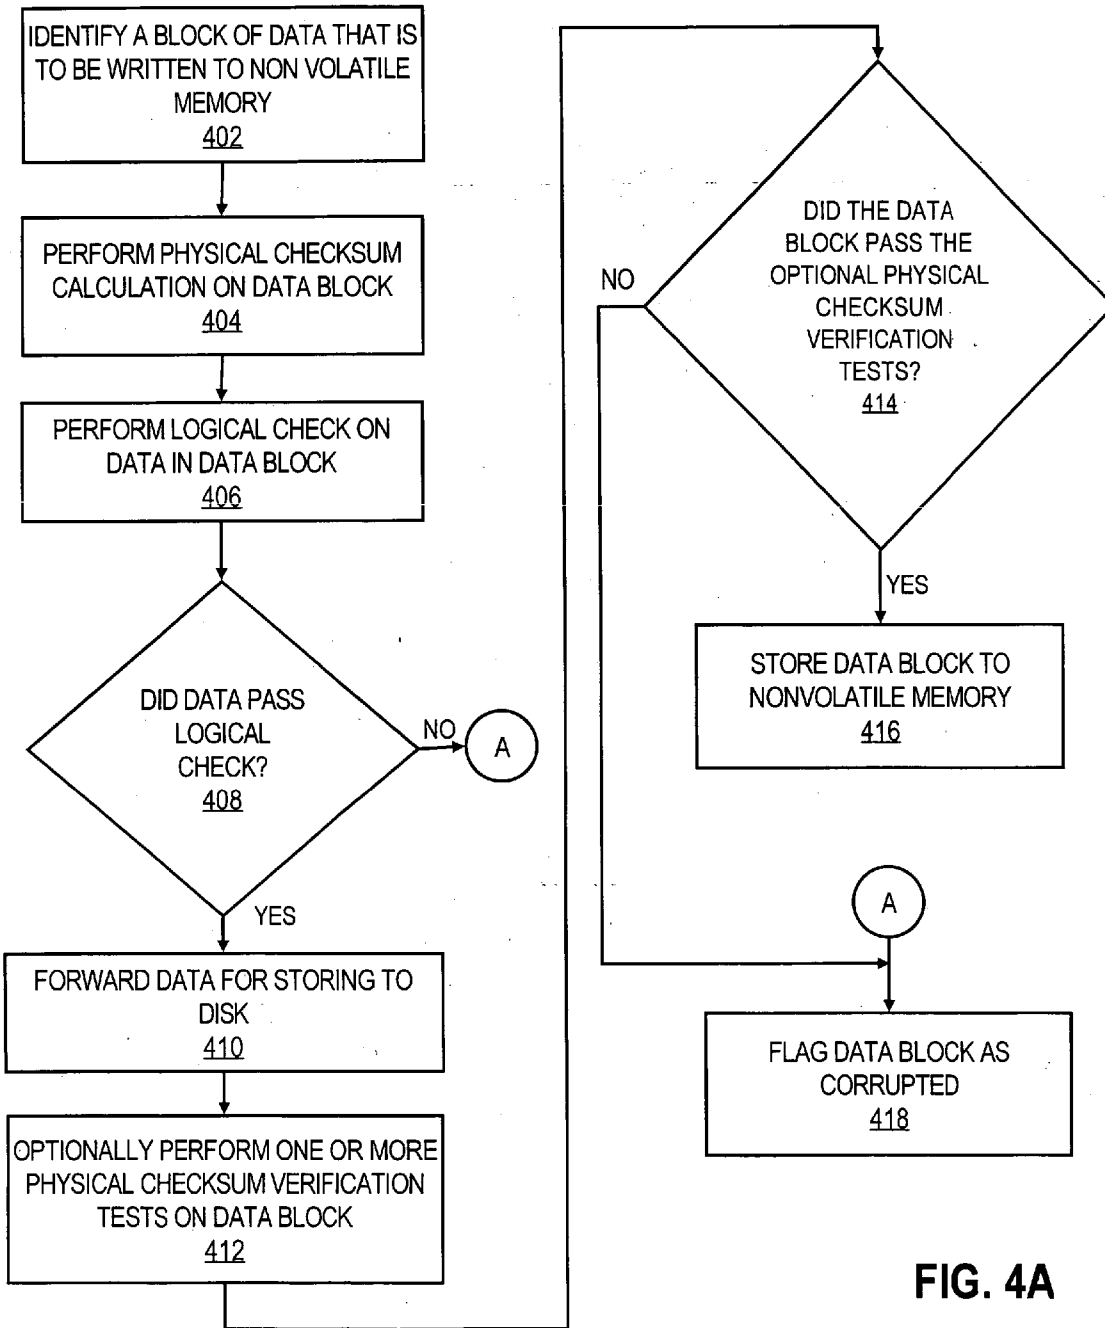 IDENTIFY A BLOCK OF DATA THAT IS
TO BE WRITTEN TO NON VOLATILE
MEMORY
402
PERFORM PHYSICAL CHECKSUM
CALCULATION ON DATA BLOCK
404
PERFORM LOGICAL CHECK ON
DATA IN DATA BLOCK
406
DID DATA PASS
LOGICAL
CHECK?
408
NO
A
YES
FORWARD DATA FOR STORING TO
DISK
410
OPTIONALLY PERFORM ONE OR MORE
PHYSICAL CHECKSUM VERIFICATION
TESTS ON DATA BLOCK
412
DID THE DATA
BLOCK PASS THE
OPTIONAL PHYSICAL
CHECKSUM
VERIFICATION
TESTS?
414
NO
YES
STORE DATA BLOCK TO
NONVOLATILE MEMORY
416
A
FLAG DATA BLOCK AS
CORRUPTED
418
FIG. 4A